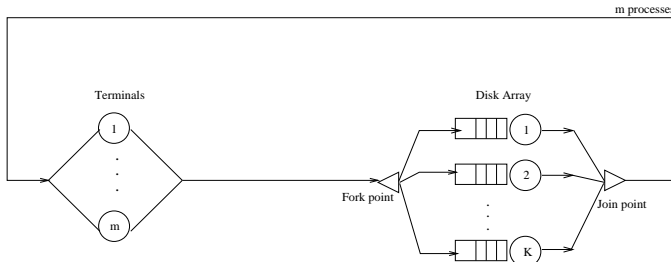 m processes
Terminals
Disk Array
1
1
2
Fork point
Join point
m
K